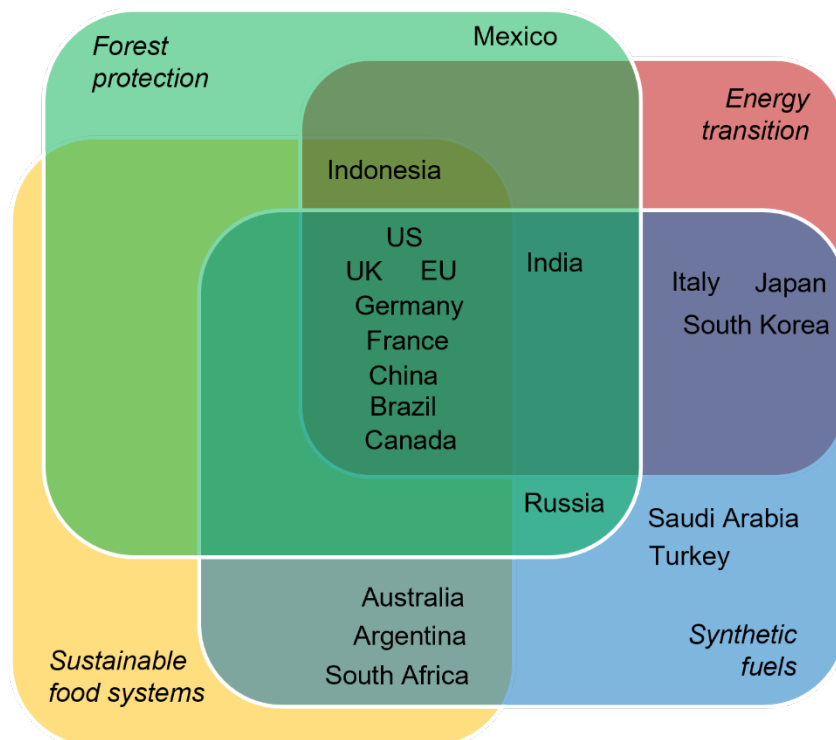 Forest
protection
Mexico
Energy
transition
Indonesia
US
UK EU
Germany
France
China
Brazil
Canada
India
Italy Japan
South Korea
Russia
Saudi Arabia
Turkey
Australia
Argentina
South Africa
Sustainable
food systems
Synthetic
fuels